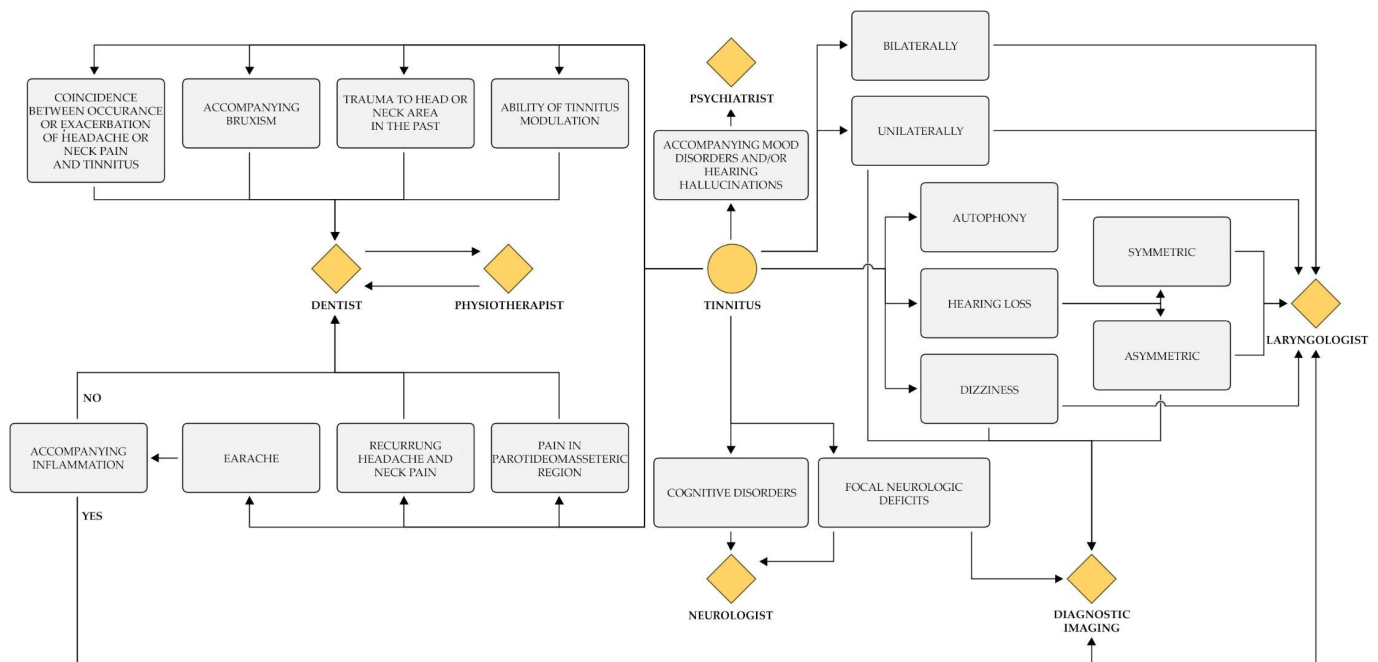 COINCIDENCE
BETWEEN OCCURANCE
OR EXACERBATION
OF HEADACHE OR
NECK PAIN
AND TINNITUS
ACCOMPANYING
BRUXISM
TRAUMA TO HEAD OR
NECK AREA
IN THE PAST
ABILITY OF TINNITUS
MODULATION
PSYCHIATRIST
ACCOMPANYING MOOD
DISORDERS AND/OR
HEARING
HALLUCINATIONS
BILATERALLY
UNILATERALLY
AUTOPHONY
SYMMETRIC
DENTIST
PHYSIOTHERAPIST
TINNITUS
HEARING LOSS
LARYNGOLOGIST
ASYMMETRIC
DIZZINESS
NO
ACCOMPANYING
INFLAMMATION
EARACHE
RECURRUNG
HEADACHE AND
NECK PAIN
PAIN IN
PAROTIDEOMASSETERIC
REGION
YES
COGNITIVE DISORDERS
FOCAL NEUROLOGIC
DEFICITS
NEUROLOGIST
DIAGNOSTIC
IMAGING